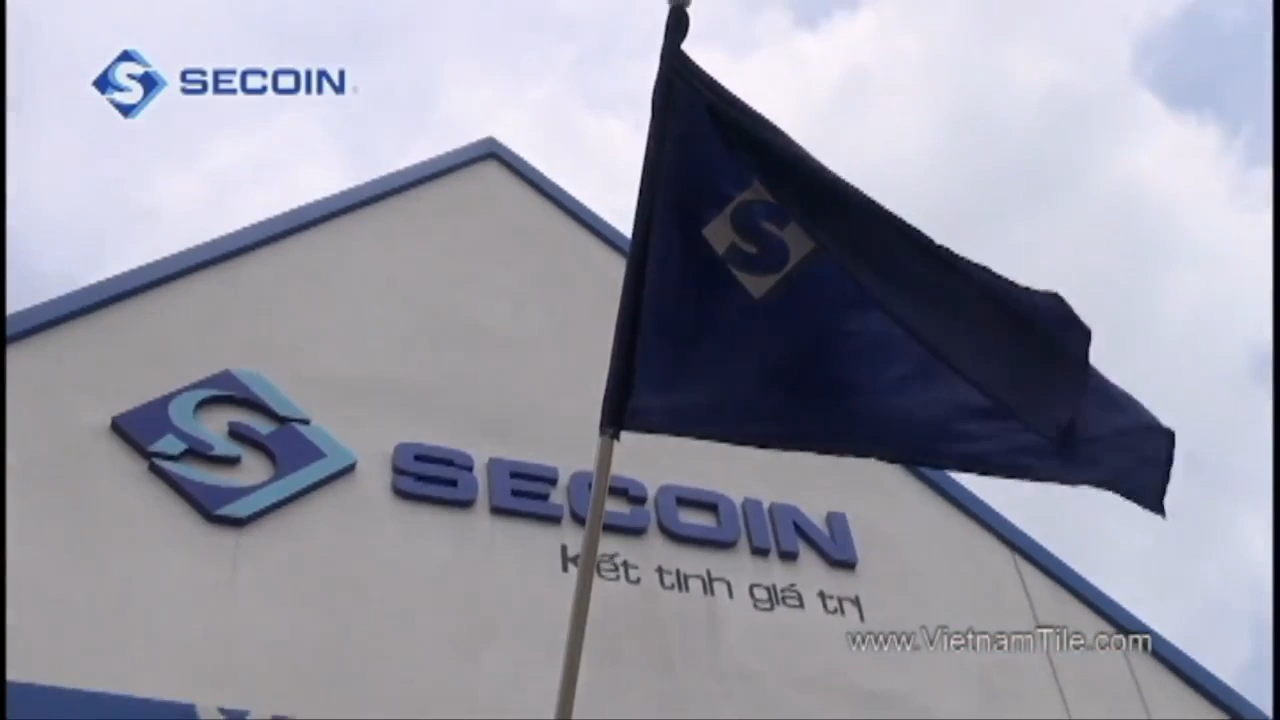 SECOIN
S
SECOIN
kết tinh giá trị
www.VietnamTile.com